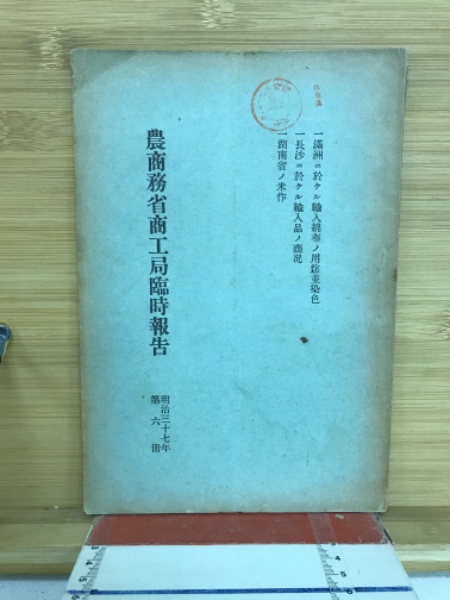 一滿洲ニ於ケル輸入綿布ノ用途並染色
一長沙ニ於ケル輸入品ノ商況
一湖南省ノ米作
農商務省商工局臨時報告
明治三十七年
第六冊